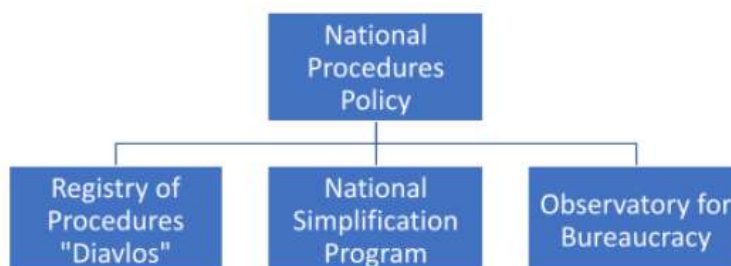 National
Procedures
Policy
Registry of
Procedures
"Diavlos"
National
Simplification
Program
Observatory for
Bureaucracy